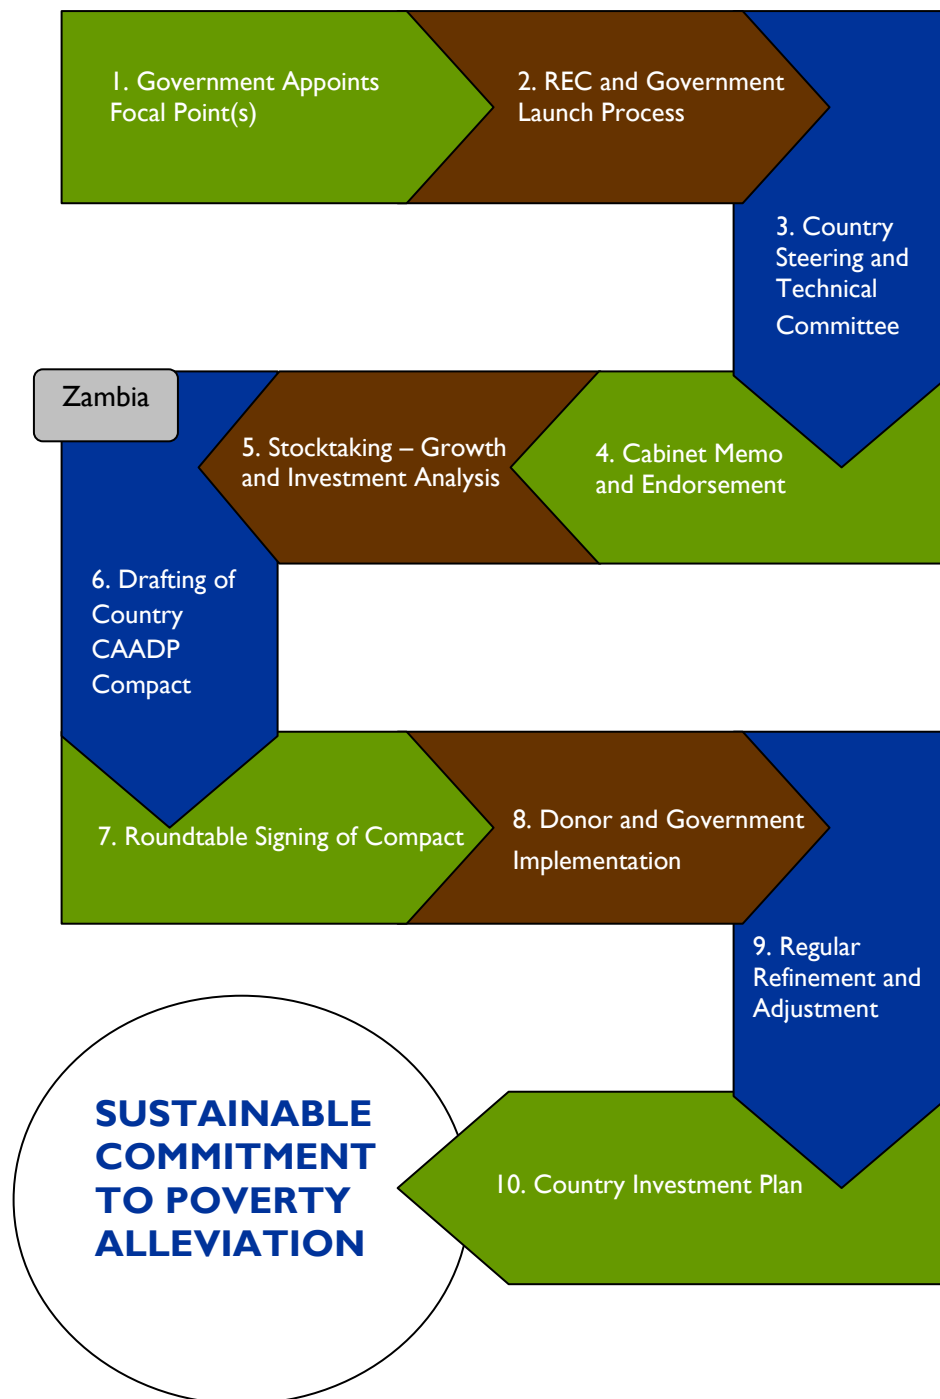 1. Government Appoints
Focal Point(s)
2. REC and Government
Launch Process
3. Country
Steering and
Technical
Committee
4. Cabinet Memo
and Endorsement
5. Stocktaking – Growth
and Investment Analysis
Zambia
6. Drafting of
Country
CAADP
Compact
7. Roundtable Signing of Compact
8. Donor and Government
Implementation
9. Regular
Refinement and
Adjustment
10. Country Investment Plan
SUSTAINABLE
COMMITMENT
TO POVERTY
ALLEVIATION